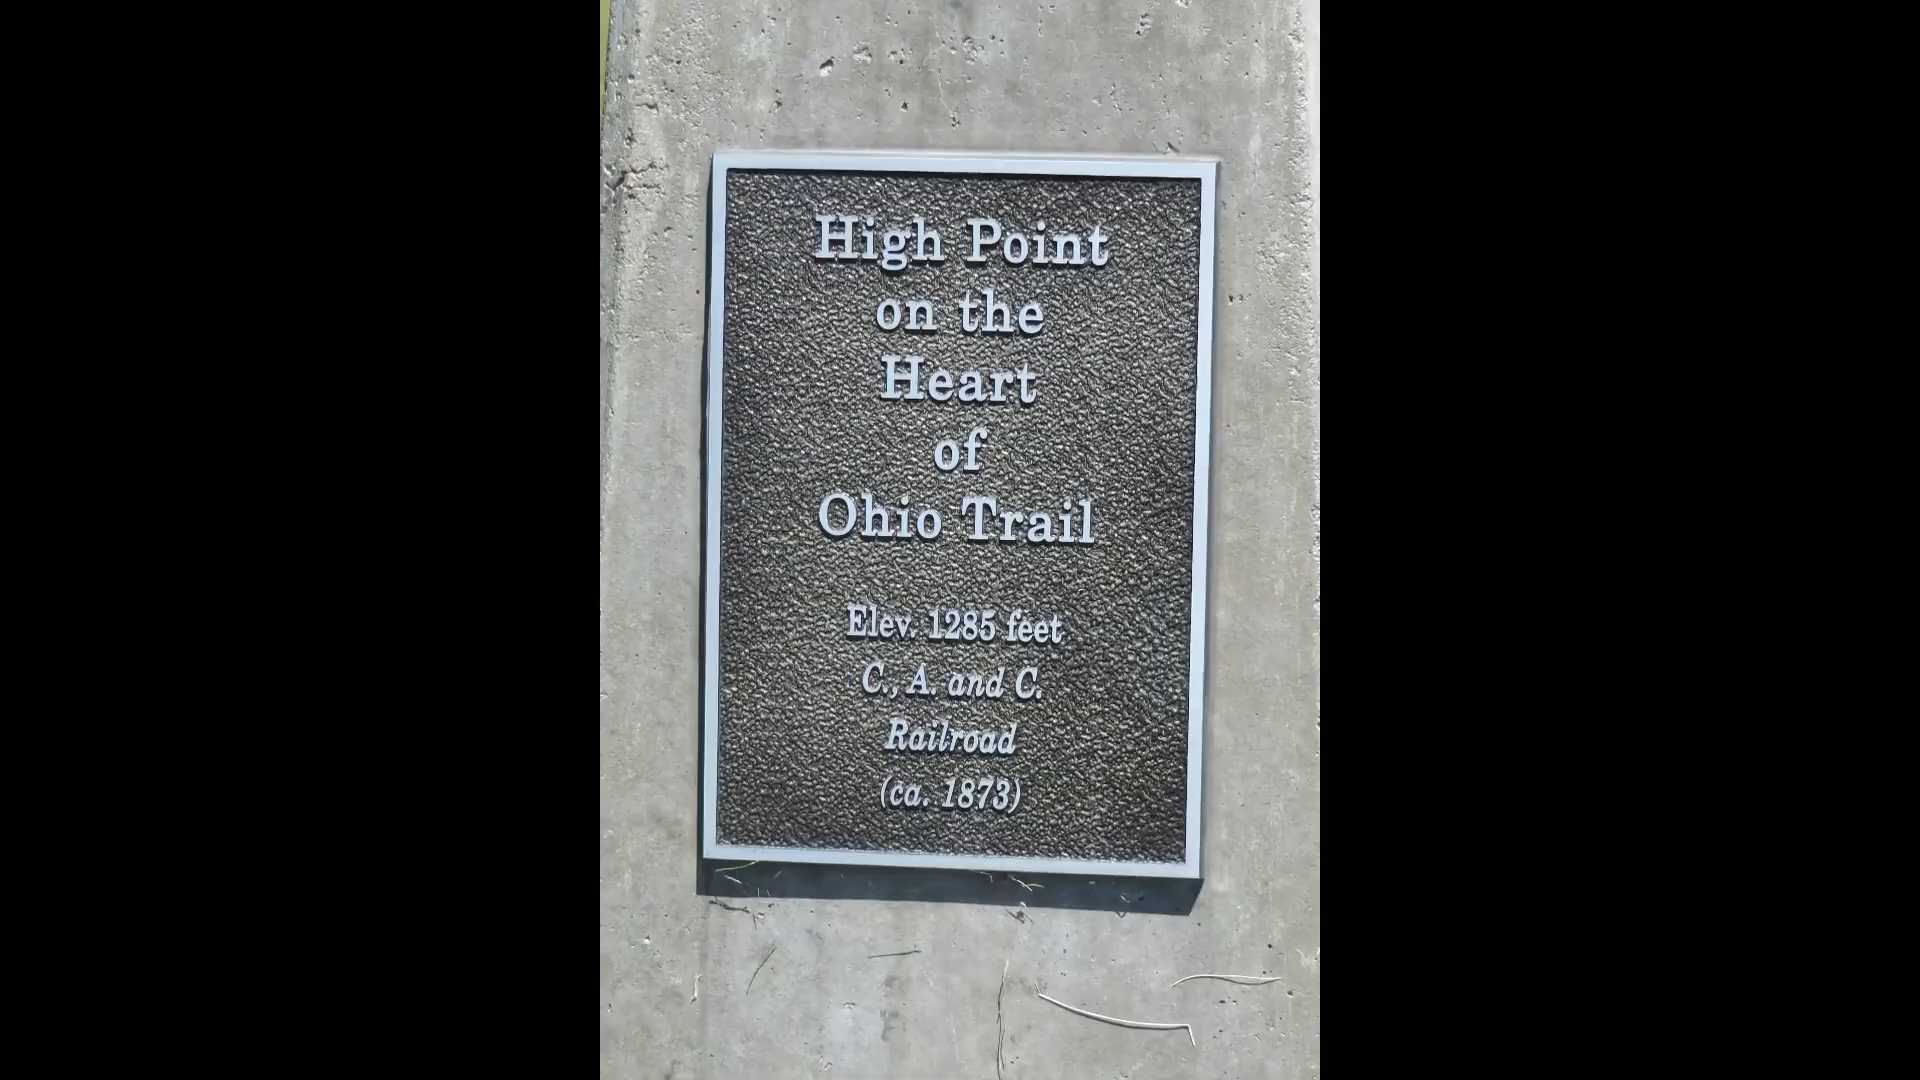 High Point
on the
Heart
of
Ohio Trail
Elev. 1285 feet
C., A. and C.
Railroad
(ca. 1873)